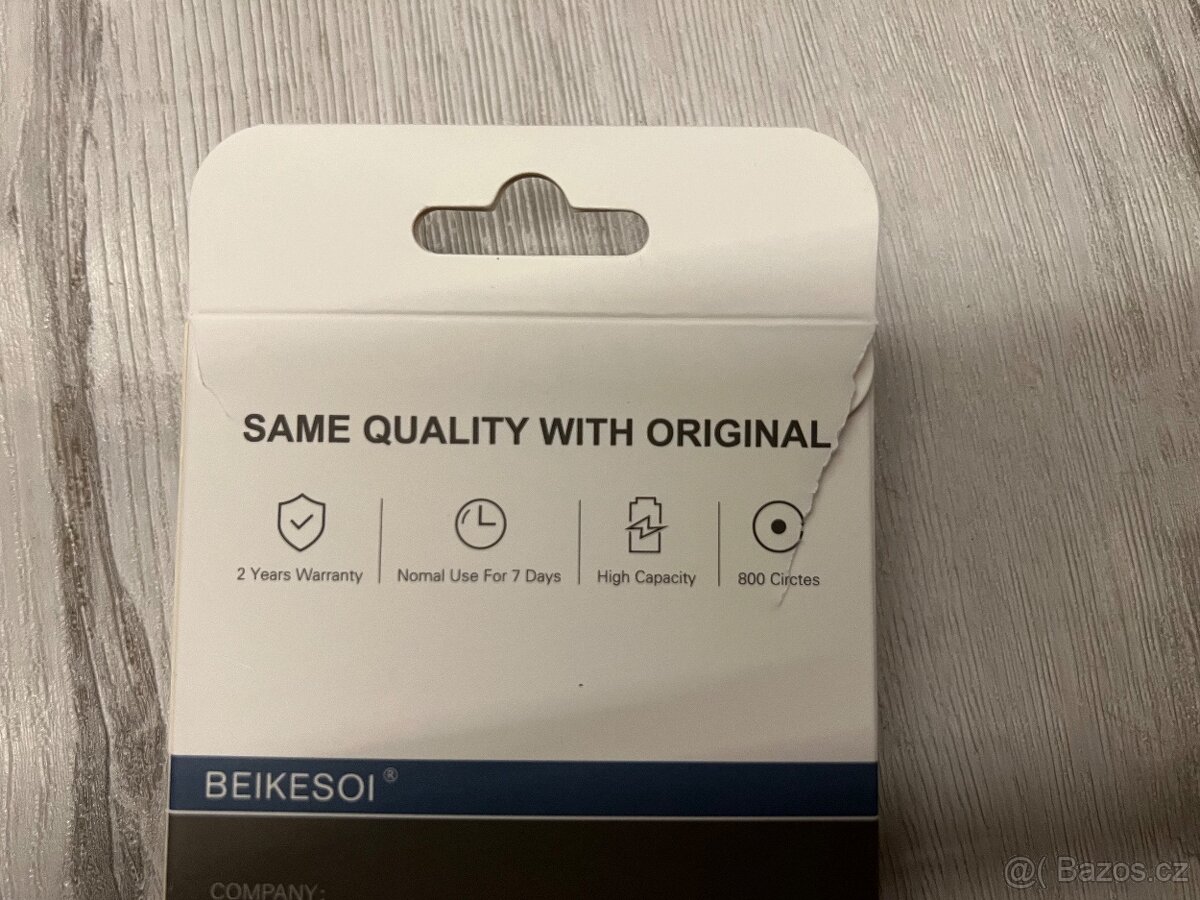 SAME QUALITY WITH ORIGINAL
2 Years Warranty
Nomal Use For 7 Days
High Capacity
800 Circtes
BEIKESOI®
COMPANY:
@( Bazos.cz